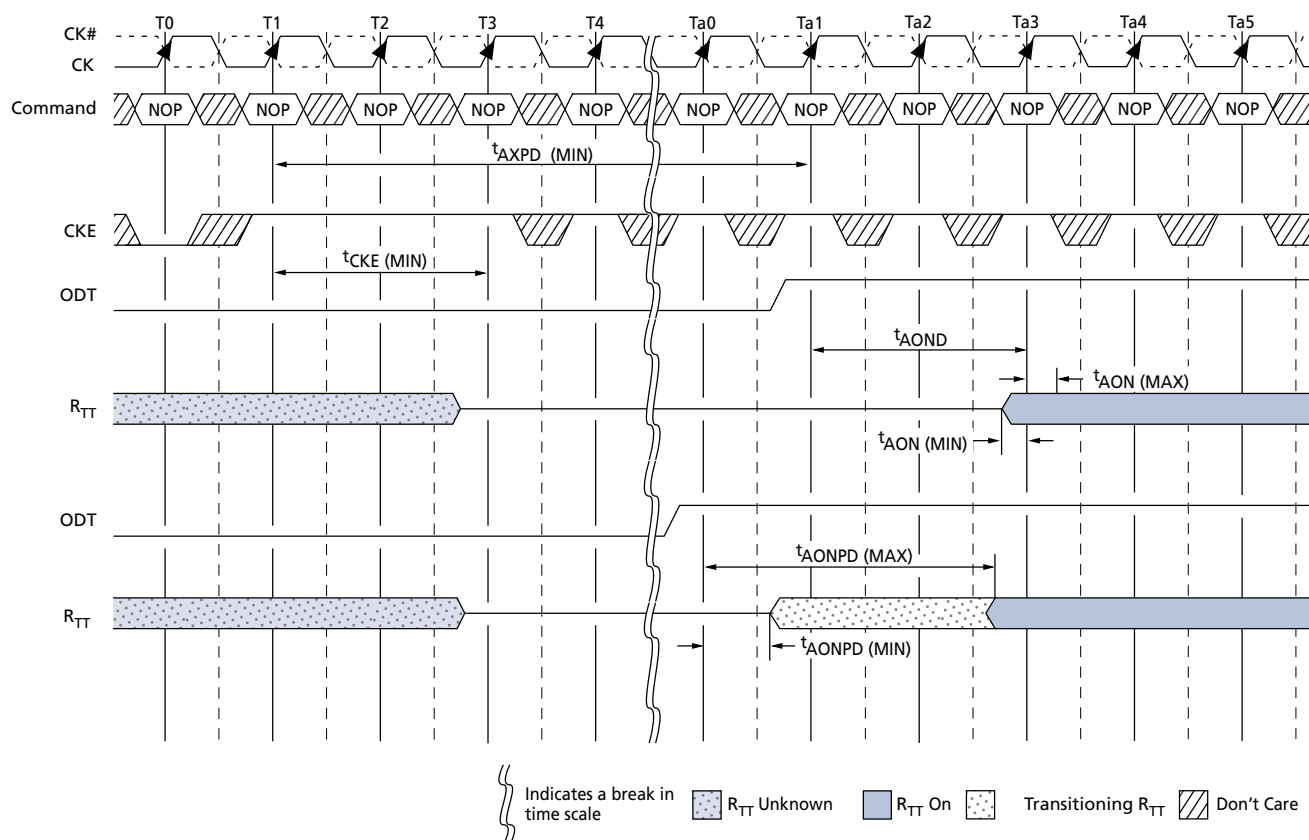 T0 T1 T2 T3 T4 Ta0 Ta1 Ta2 Ta3 Ta4 Ta5
CK#
CK
Command NOP NOP NOP NOP NOP NOP NOP NOP NOP NOP NOP
tAXPD (MIN)
CKE
tCKE (MIN)
ODT
tAOND
tAON (MAX)
RTT
tAON (MIN)
ODT
tAONPD (MAX)
RTT
tAONPD (MIN)
Indicates a break in
time scale
RTT Unknown RTT On Transitioning RTT Don't Care